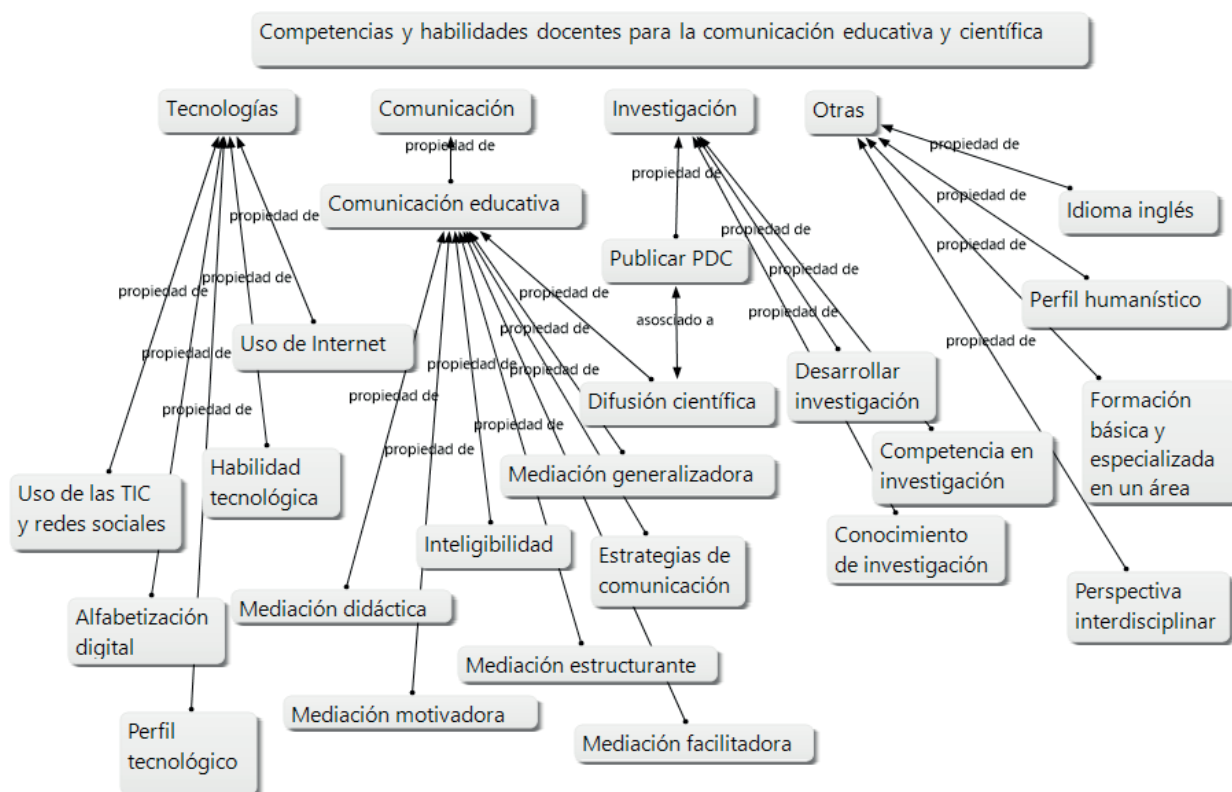 Competencias y habilidades docentes para la comunicación educativa y científica
Tecnologías
Comunicación
Investigación
Otras
propiedad de
propiedad de
propiedad de
Comunicación educativa
Idioma inglés
propiedad de
propiedad de
propiedad de
propiedad de
Publicar PDC
propiedad de
propiedad de
propiedad de
Perfil humanístico
propiedad de
asosciado a
propiedad de
propiedad de
propiedad de
Uso de Internet
propiedad de
propiedad de
propiedad de
propiedad de
Desarrollar
investigación
propiedad de
Difusión científica
propiedad de
propiedad de
propiedad de
Formación
básica y
especializada
en un área
propiedad de
Competencia en
investigación
Habilidad
tecnológica
Mediación generalizadora
Uso de las TIC
y redes sociales
Inteligibilidad
Estrategias de
comunicación
Conocimiento
de investigación
Mediación didáctica
Perspectiva
interdisciplinar
Alfabetización
digital
Mediación estructurante
Mediación motivadora
Perfil
tecnológico
Mediación facilitadora